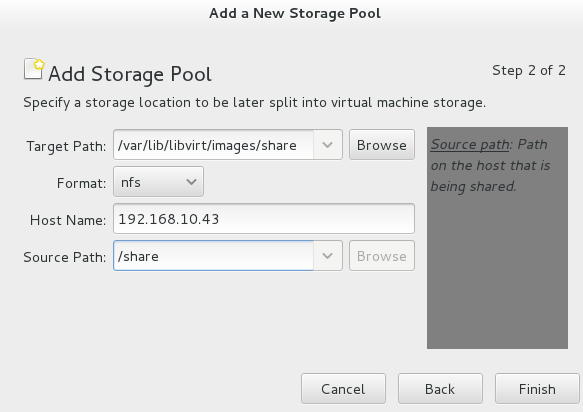 Add a New Storage Pool
Add Storage Pool
Step 2 of 2
Specify a storage location to be later split into virtual machine storage.
Target Path: /var/lib/libvirt/images/share Browse
Format: nfs
Host Name: 192.168.10.43
Source Path: /share Browse
Source path: Path
on the host that is
being shared.
Cancel Back Finish